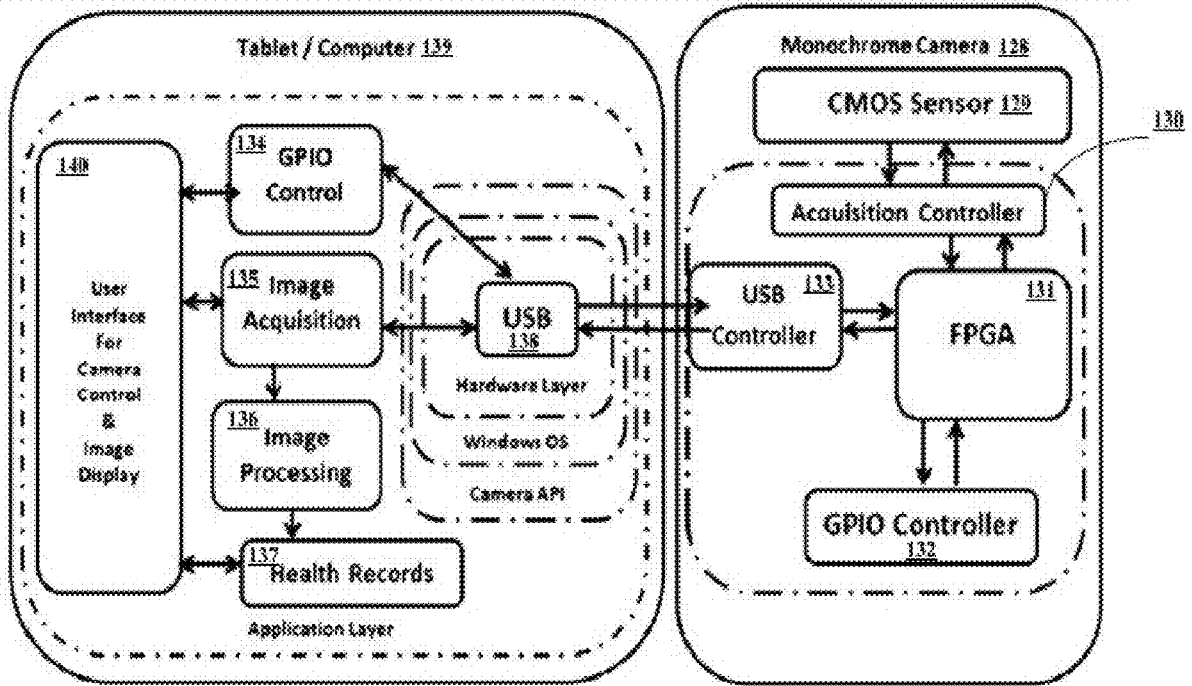 Tablet / Computer 139
Monochrome Camera 128
CMOS Sensor 129
130
140
134
GPIO
Control
Acquisition Controller
User
Interface
For
Camera
Control
&
Image
Display
135
Image
Acquisition
USB
138
Hardware Layer
Windows OS
Camera API
USB
133
Controller
131
FPGA
136
Image
Processing
GPIO Controller
132
137
Health Records
Application Layer